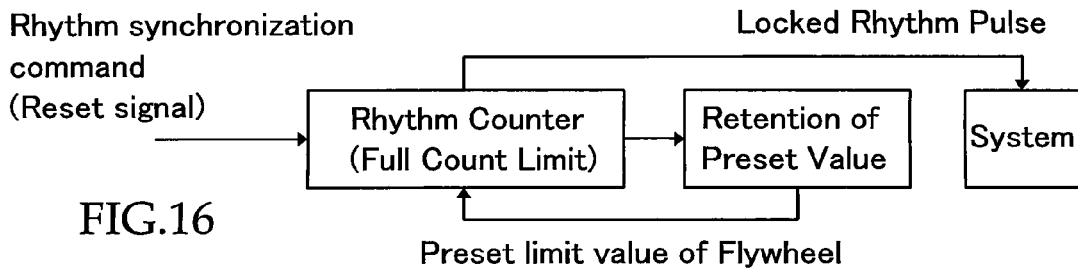 Rhythm synchronization
command
(Reset signal)
Locked Rhythm Pulse
Rhythm Counter
(Full Count Limit)
Retention of
Preset Value
System
FIG.16
Preset limit value of Flywheel